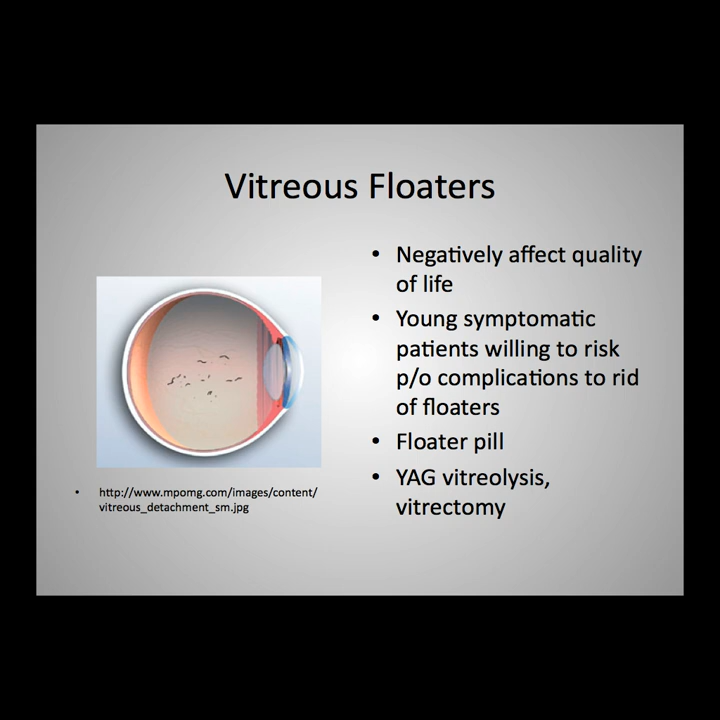 Vitreous Floaters
• Negatively affect quality
of life
• Young symptomatic
patients willing to risk
p/o complications to rid
of floaters
• Floater pill
• YAG vitreolysis,
vitrectomy
• http://www.mpomg.com/images/content/
vitreous_detachment_sm.jpg